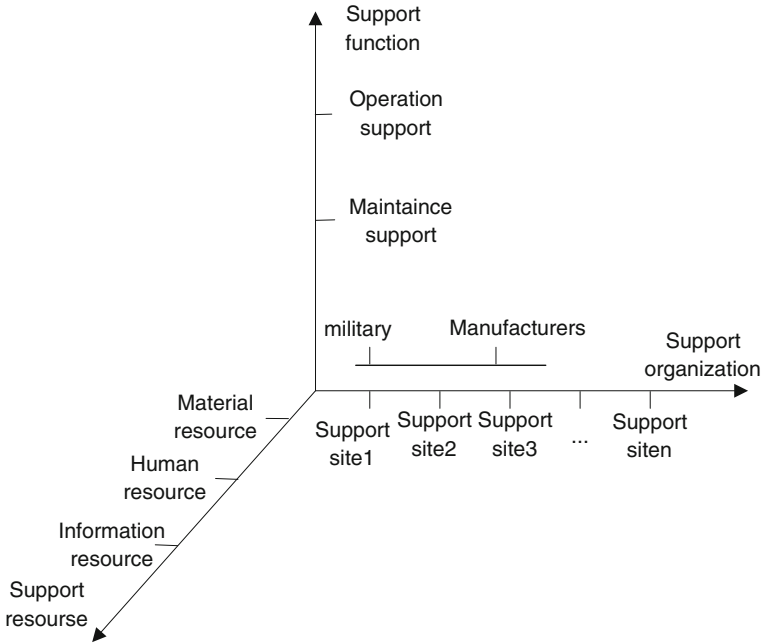 Support
function
Operation
support
Maintaince
support
military
Manufacturers
Support
organization
Support
site1
Support
site2
Support
site3
...
Support
siten
Material
resource
Human
resource
Information
resource
Support
resourse